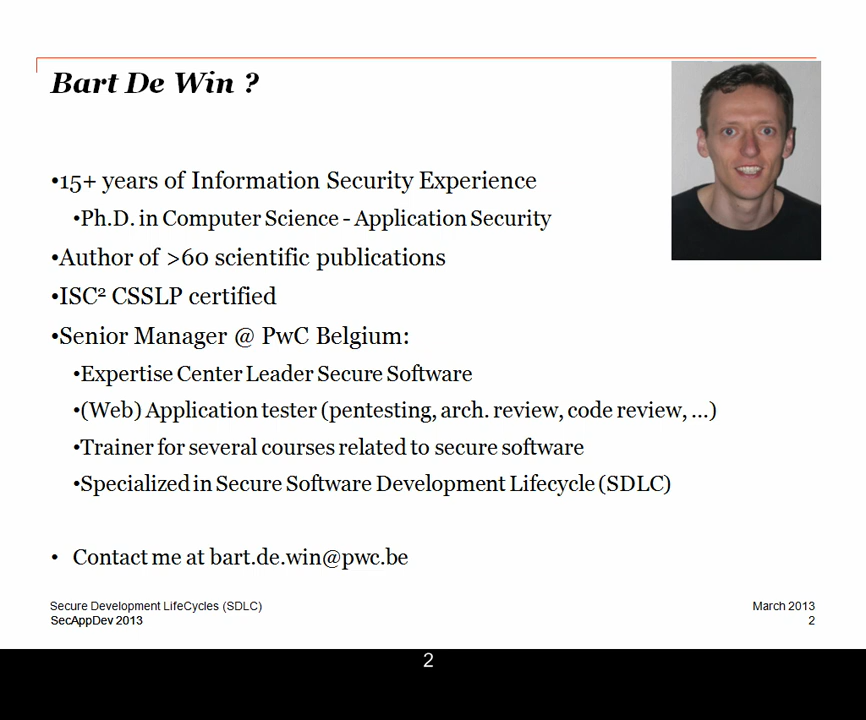 Bart De Win ?
•15+ years of Information Security Experience
•Ph.D. in Computer Science - Application Security
•Author of >60 scientific publications
•ISC² CSSLP certified
•Senior Manager @ PwC Belgium:
•Expertise Center Leader Secure Software
•(Web) Application tester (pentesting, arch. review, code review, ...)
•Trainer for several courses related to secure software
•Specialized in Secure Software Development Lifecycle (SDLC)
• Contact me at bart.de.win@pwc.be
Secure Development LifeCycles (SDLC)
SecAppDev 2013
March 2013
2
2